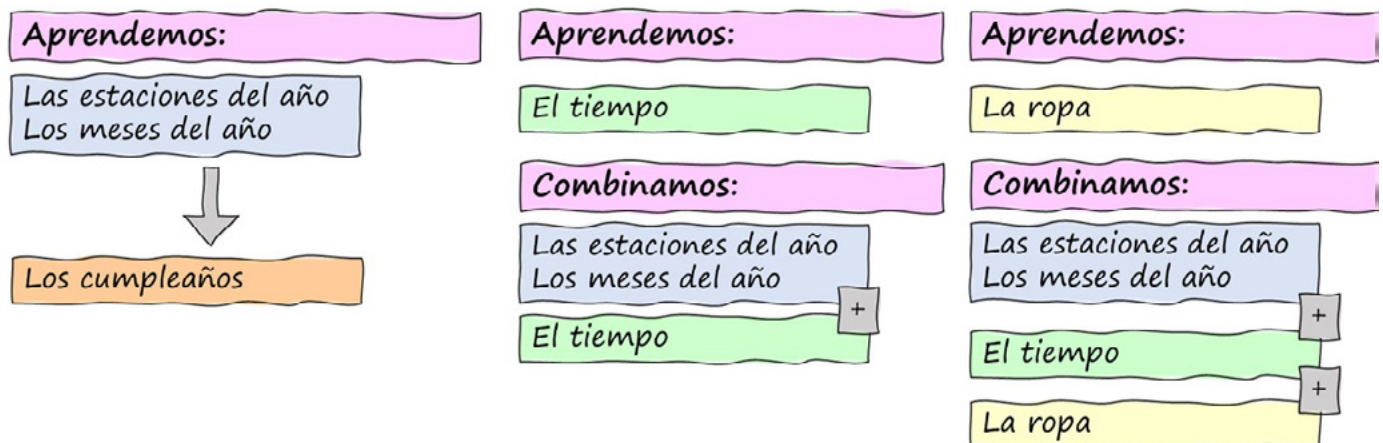 Aprendemos:
Las estaciones del año
Los meses del año
Los cumpleaños
Aprendemos:
El tiempo
Combinamos:
Las estaciones del año
Los meses del año
+
El tiempo
Aprendemos:
La ropa
Combinamos:
Las estaciones del año
Los meses del año
+
El tiempo
+
La ropa